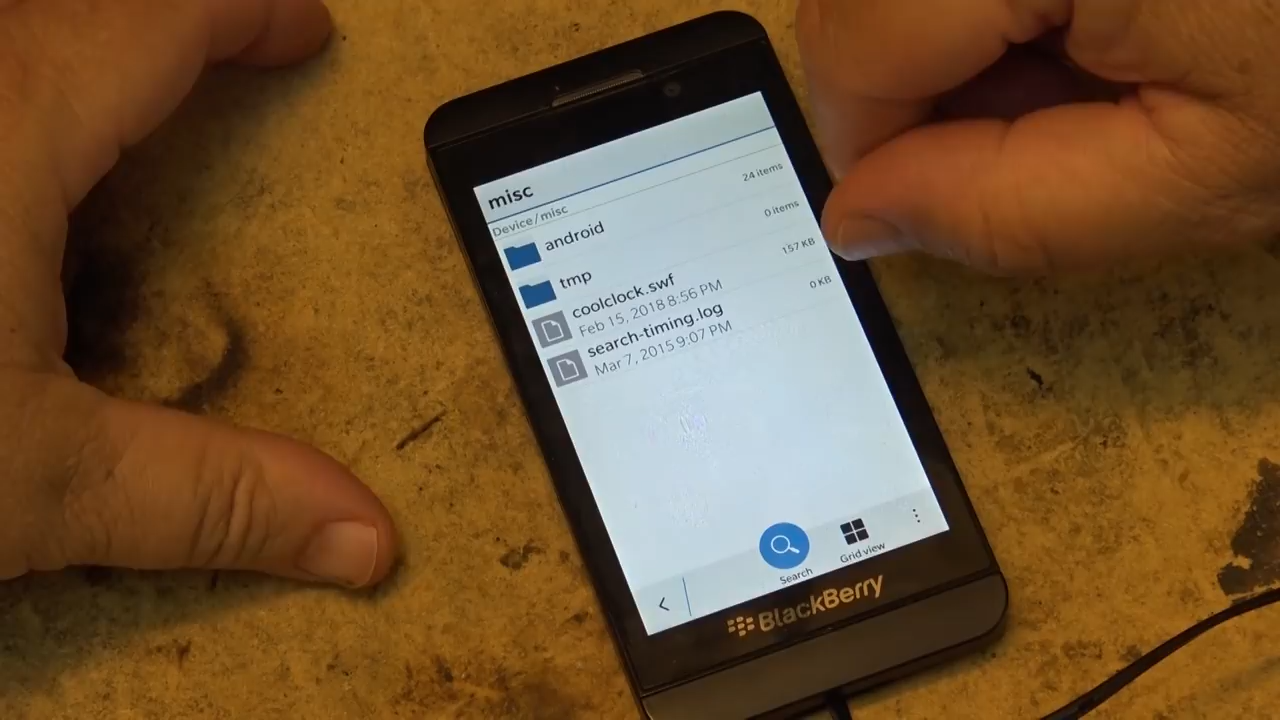 misc
Device/misc
android 24 items
tmp 0 items
coolclock.swf 157 KB
Feb 15, 2018 8:56 PM
search-timing.log 0 KB
Mar 7, 2015 9:07 PM
Search Grid view
BlackBerry